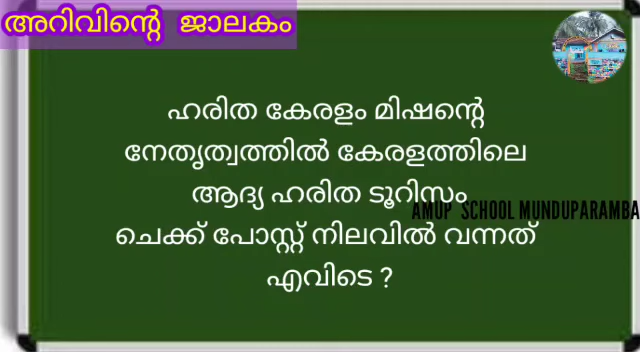 അറിവിന്റെ ജാലകം
ഹരിത കേരളം മിഷന്റെ
നേതൃത്വത്തിൽ കേരളത്തിലെ
ആദ്യ ഹരിത ടൂറിസം
AMUP SCHOOL MUNDUPARAMBA
ചെക്ക് പോസ്റ്റ് നിലവിൽ വന്നത്
എവിടെ ?